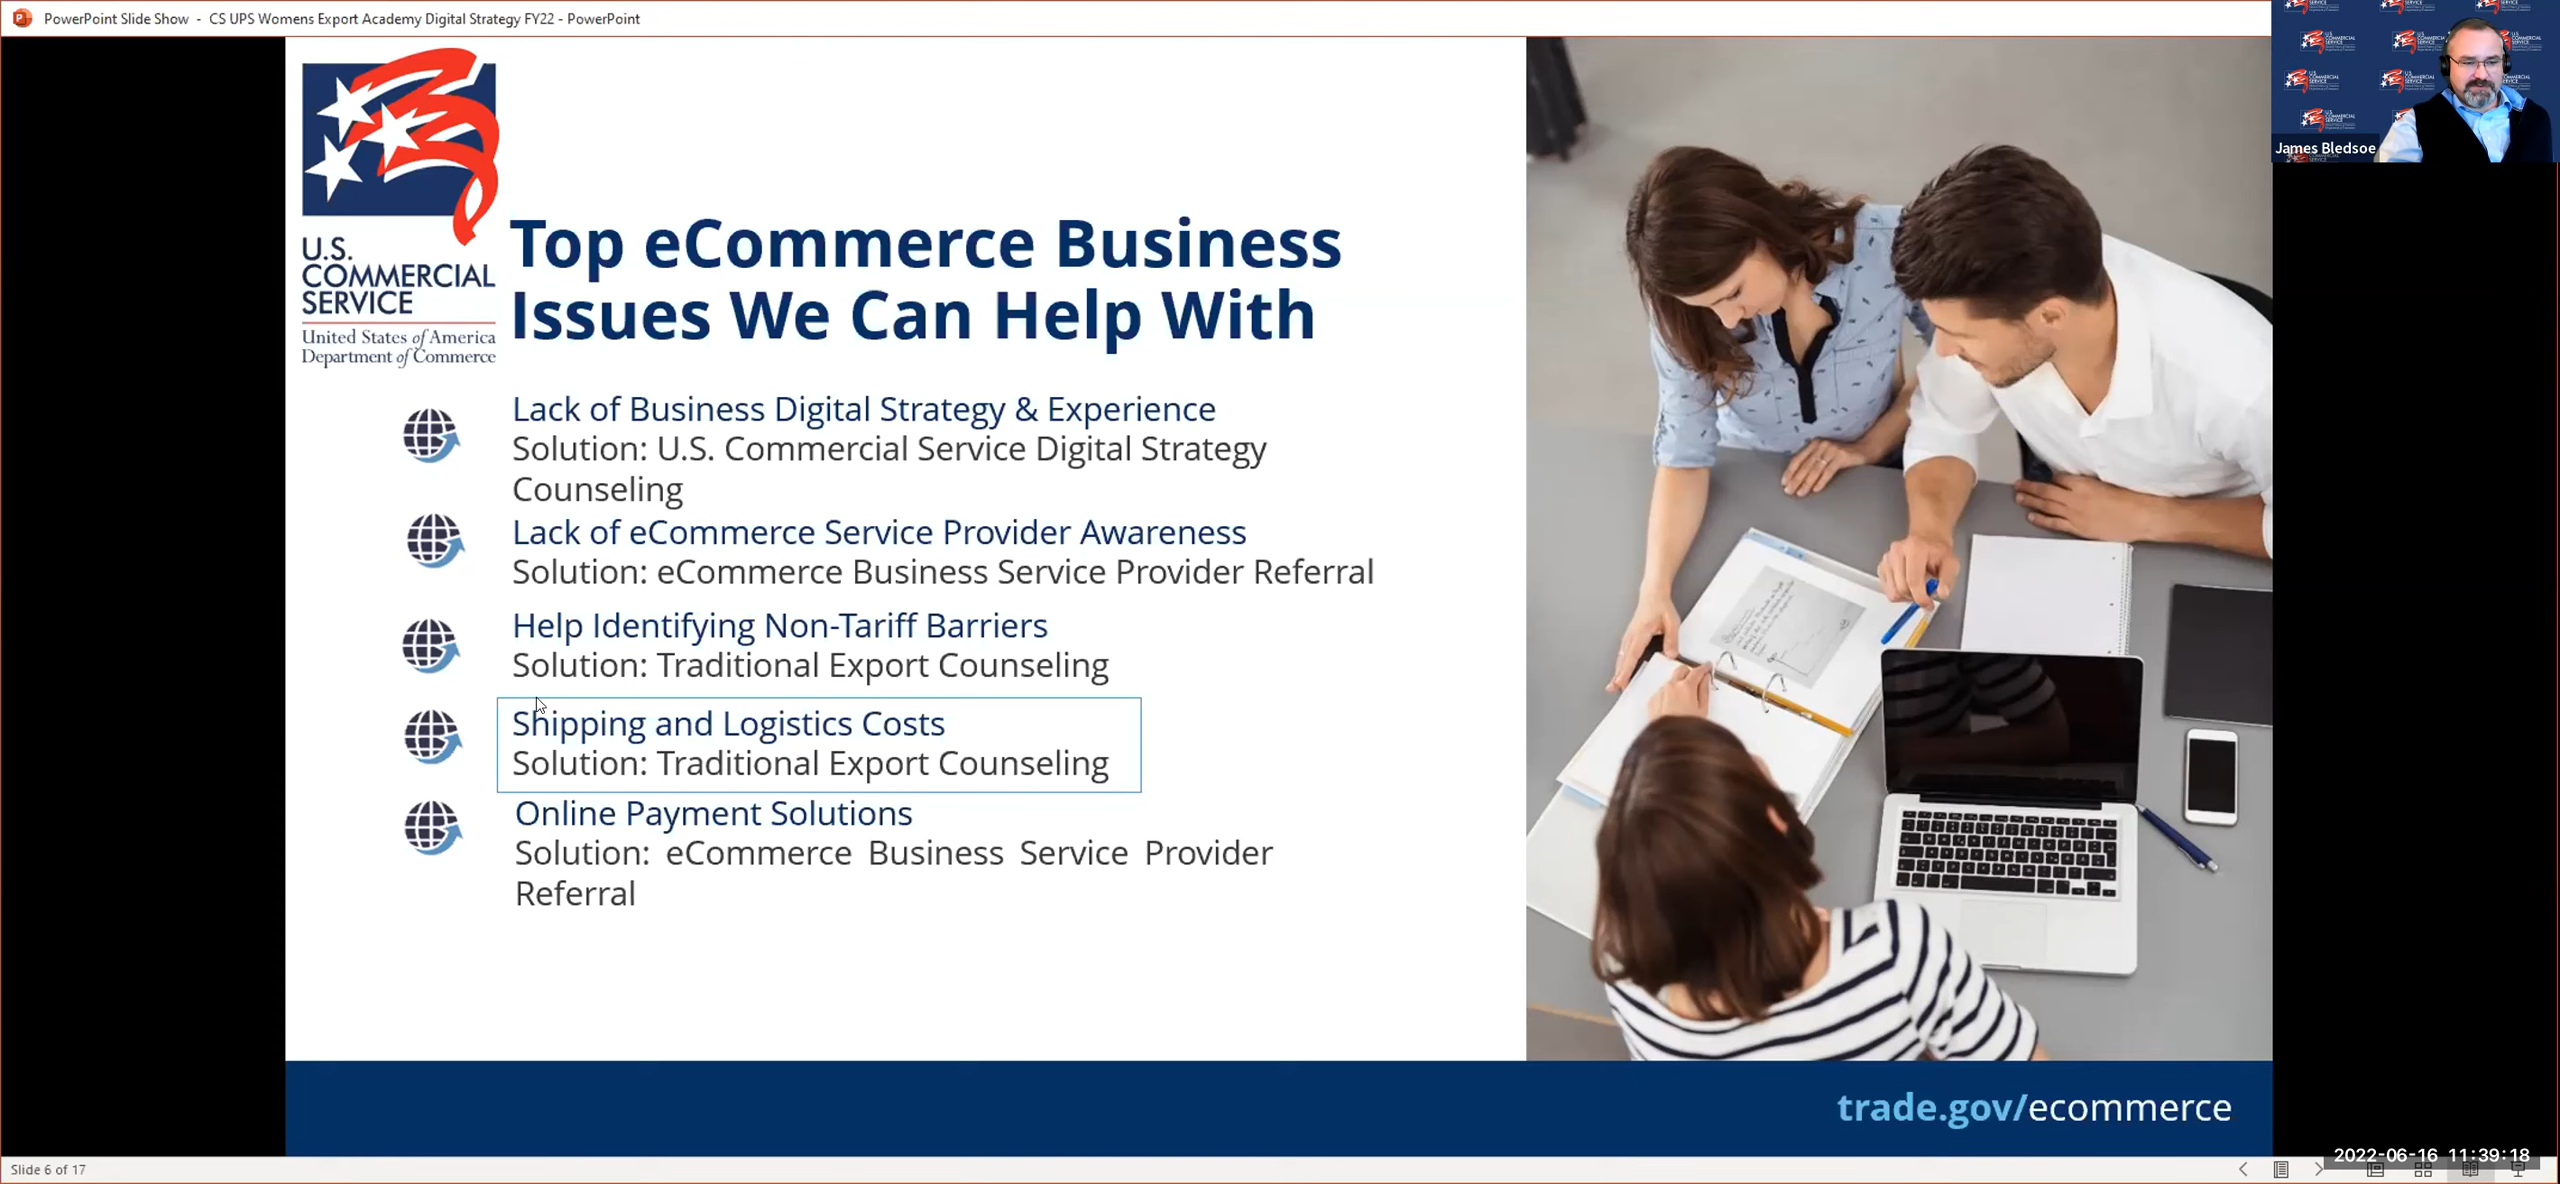 PowerPoint Slide Show - CS UPS Womens Export Academy Digital Strategy FY22 - PowerPoint
James Bledsoe
U.S.
COMMERCIAL
SERVICE
United States of America
Department of Commerce
Top eCommerce Business
Issues We Can Help With
Lack of Business Digital Strategy & Experience
Solution: U.S. Commercial Service Digital Strategy
Counseling
Lack of eCommerce Service Provider Awareness
Solution: eCommerce Business Service Provider Referral
Help Identifying Non-Tariff Barriers
Solution: Traditional Export Counseling
Shipping and Logistics Costs
Solution: Traditional Export Counseling
Online Payment Solutions
Solution: eCommerce Business Service Provider
Referral
trade.gov/ecommerce
Slide 6 of 17
2022-06-16 11:39:18